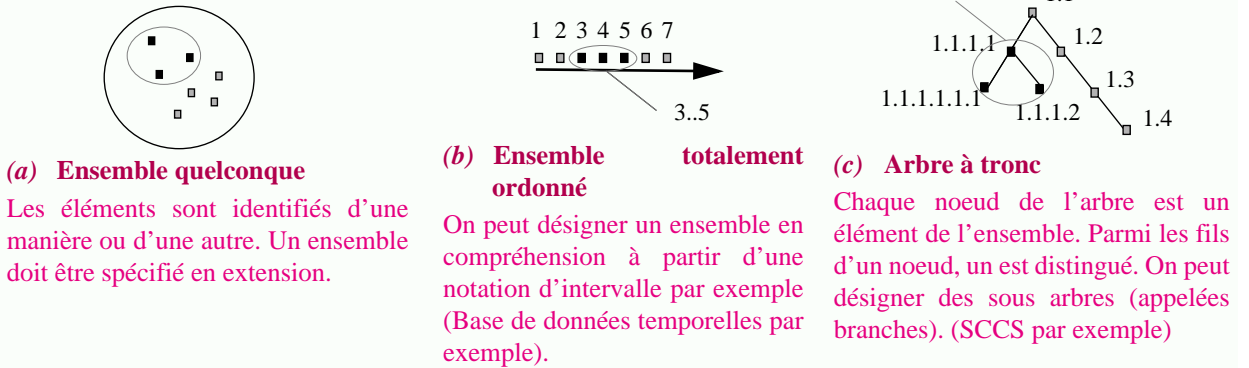 1 2 3 4 5 6 7
3..5
(a) Ensemble quelconque
Les éléments sont identifiés d'une
manière ou d'une autre. Un ensemble
doit être spécifié en extension.
(b) Ensemble totalement
ordonné
On peut désigner un ensemble en
compréhension à partir d'une
notation d'intervalle par exemple
(Base de données temporelles par
exemple).
1.1.1.1
1.2
1.3
1.1.1.1.1.1
1.1.1.2
1.4
(c) Arbre à tronc
Chaque noeud de l'arbre est un
élément de l'ensemble. Parmi les fils
d'un noeud, un est distingué. On peut
désigner des sous arbres (appelées
branches). (SCCS par exemple)